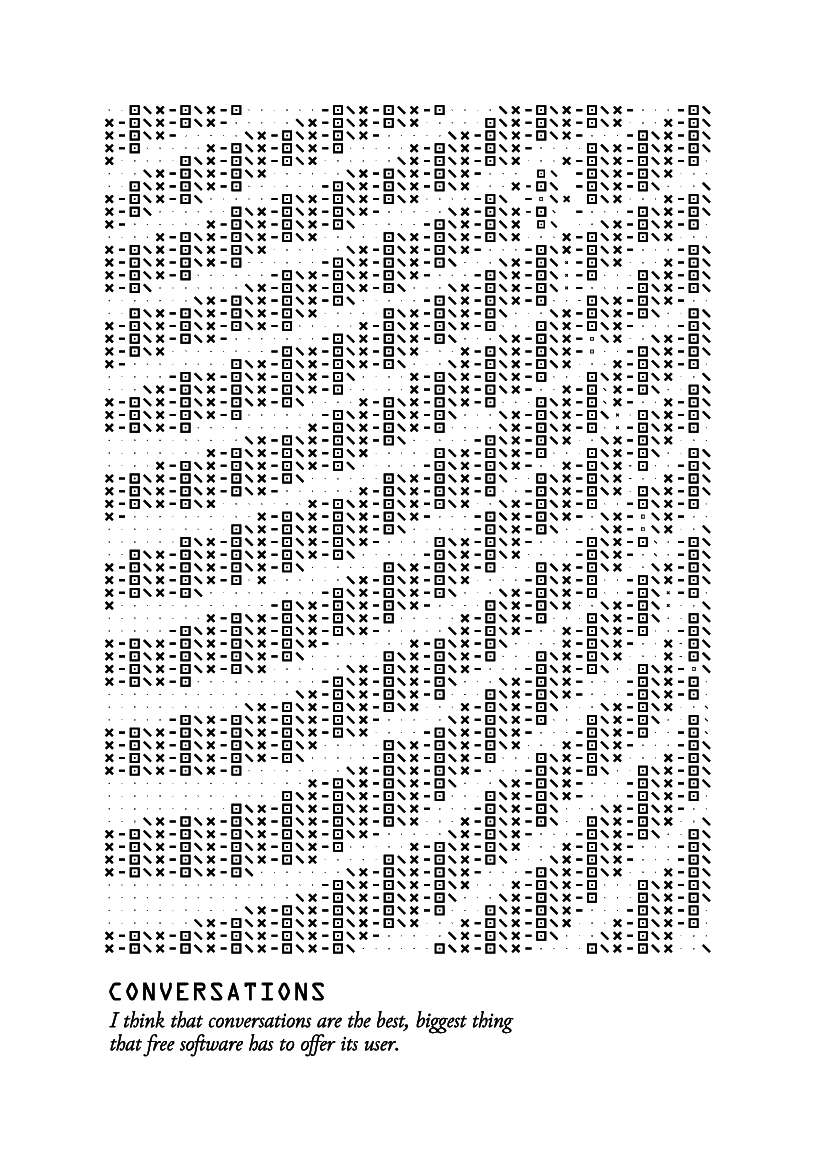 CONVERSATIONS
I think that conversations are the best, biggest thing
that free software has to offer its user.